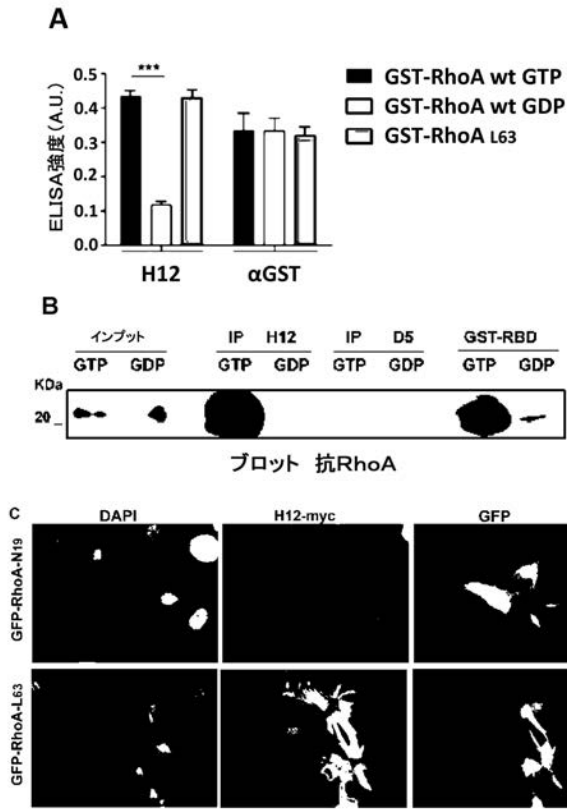 A
ELISA強度(A.U.)
0.5
0.4
0.3
0.2
0.1
0.0
***
H12
αGST
GST-RhoA wt GTP
GST-RhoA wt GDP
GST-RhoA L63
B
インプット IP H12 IP D5 GST-RBD
GTP GDP GTP GDP GTP GDP GTP GDP
KDa
20 _
ブロット 抗RhoA
C
DAPI H12-myc GFP
GFP-RhoA-N19
GFP-RhoA-L63